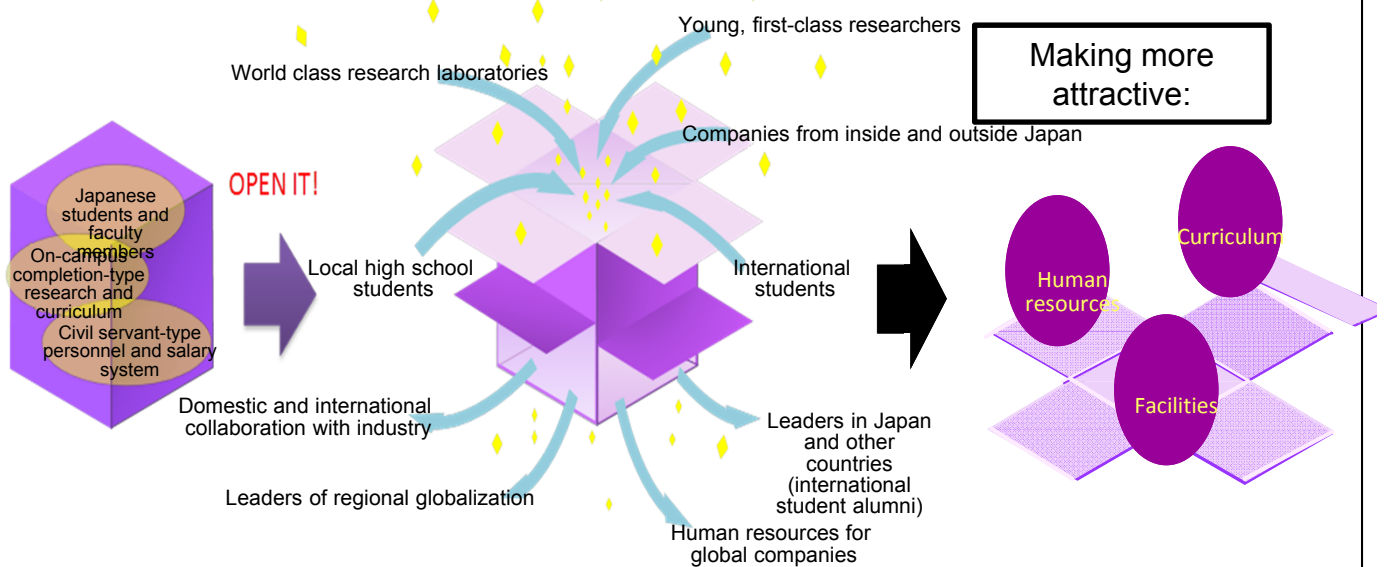 Young, first-class researchers
World class research laboratories
Making more
attractive:
Companies from inside and outside Japan
OPEN IT!
Japanese
students and
faculty
members
On-campus
completion-type
research and
curriculum
Civil servant-type
personnel and salary
system
Local high school
students
International
students
Curriculum
Human
resources
Facilities
Domestic and international
collaboration with industry
Leaders of regional globalization
Leaders in Japan
and other
countries
(international
student alumni)
Human resources for
global companies